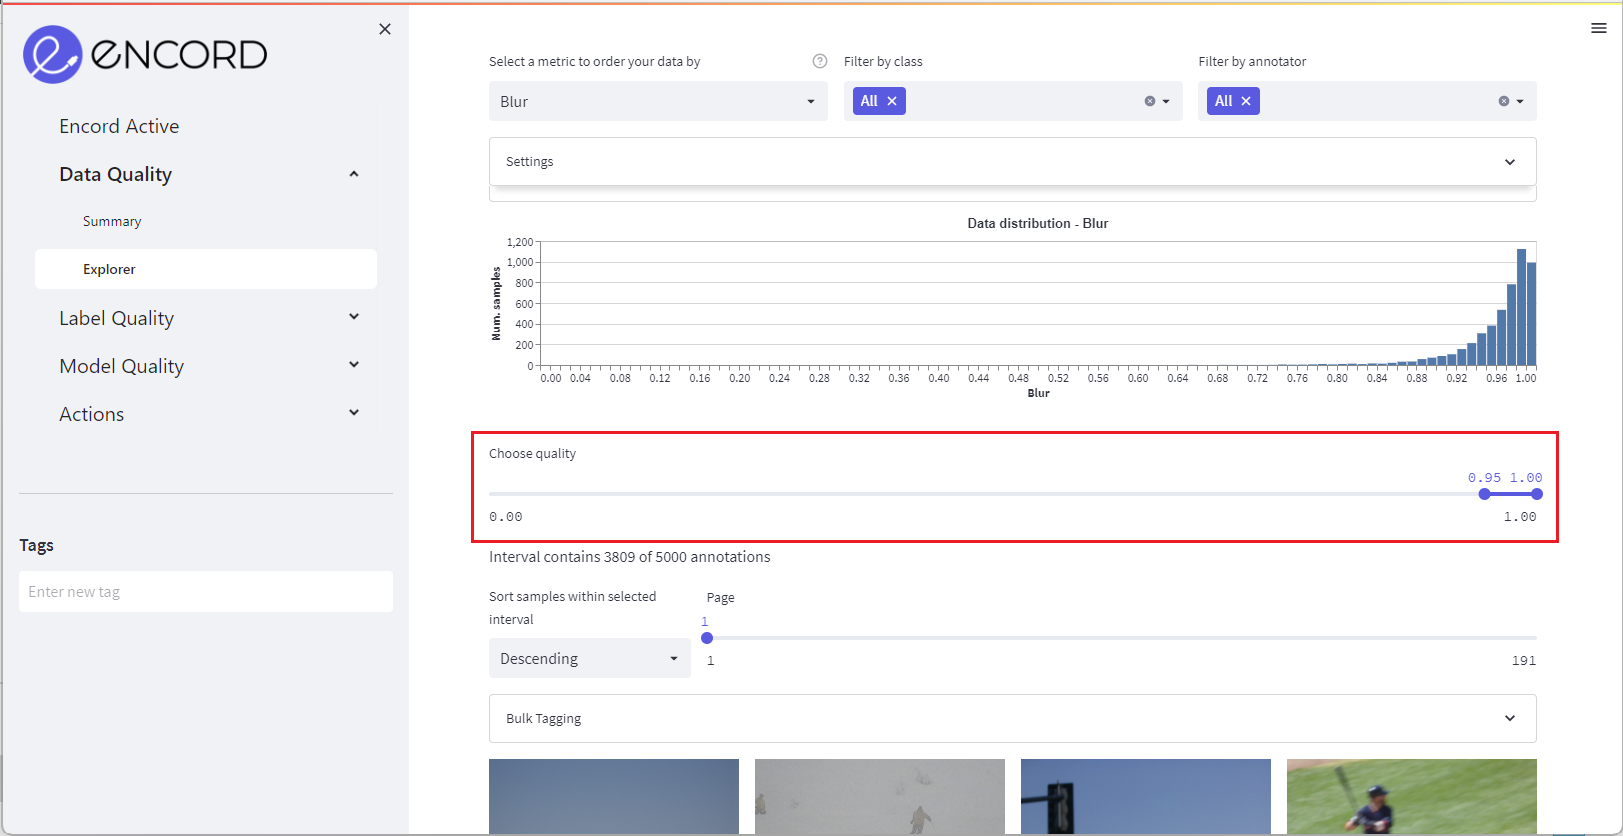 ENCORD
Encord Active
Data Quality
Summary
Explorer
Label Quality
Model Quality
Actions
Tags
Enter new tag
Select a metric to order your data by
Blur
Filter by class
All
Filter by annotator
All
Settings
Data distribution - Blur
Num. samples
1,200
1,000
800
600
400
200
0
0.00 0.04 0.08 0.12 0.16 0.20 0.24 0.28 0.32 0.36 0.40 0.44 0.48 0.52 0.56 0.60 0.64 0.68 0.72 0.76 0.80 0.84 0.88 0.92 0.96 1.00
Blur
Choose quality
0.95 1.00
0.00 1.00
Interval contains 3809 of 5000 annotations
Sort samples within selected
interval
Descending
Page
1
1 191
Bulk Tagging